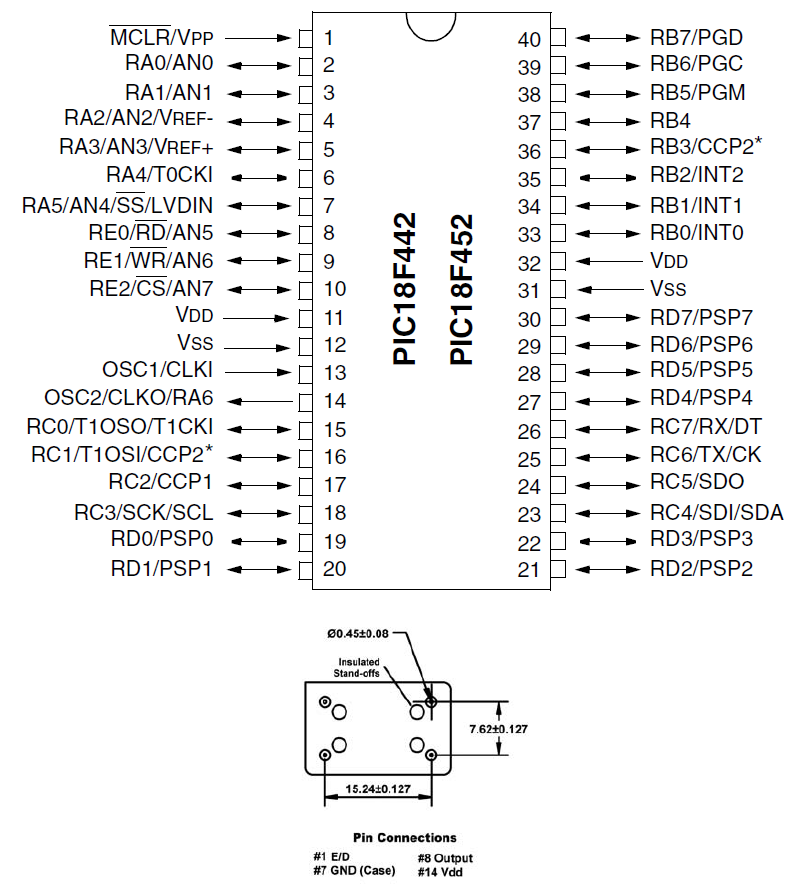 MCLR/VPP 1 40 RB7/PGD
RA0/AN0 2 39 RB6/PGC
RA1/AN1 3 38 RB5/PGM
RA2/AN2/VREF- 4 37 RB4
RA3/AN3/VREF+ 5 36 RB3/CCP2*
RA4/T0CKI 6 35 RB2/INT2
RA5/AN4/SS/LVDIN 7 34 RB1/INT1
RE0/RD/AN5 8 33 RB0/INT0
RE1/WR/AN6 9 32 VDD
RE2/CS/AN7 10 31 VSS
VDD 11 30 RD7/PSP7
VSS 12 29 RD6/PSP6
OSC1/CLKI 13 28 RD5/PSP5
OSC2/CLKO/RA6 14 27 RD4/PSP4
RC0/T1OSO/T1CKI 15 26 RC7/RX/DT
RC1/T1OSI/CCP2* 16 25 RC6/TX/CK
RC2/CCP1 17 24 RC5/SDO
RC3/SCK/SCL 18 23 RC4/SDI/SDA
RD0/PSP0 19 22 RD3/PSP3
RD1/PSP1 20 21 RD2/PSP2
PIC18F442
PIC18F452
Ø0.45±0.08
Insulated
Stand-offs
7.62±0.127
15.24±0.127
Pin Connections
#1 E/D #8 Output
#7 GND (Case) #14 Vdd